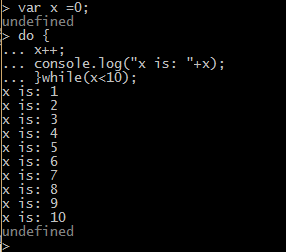 > var x =0;
undefined
> do {
... x++;
... console.log("x is: "+x);
... }while(x<10);
x is: 1
x is: 2
x is: 3
x is: 4
x is: 5
x is: 6
x is: 7
x is: 8
x is: 9
x is: 10
undefined
>